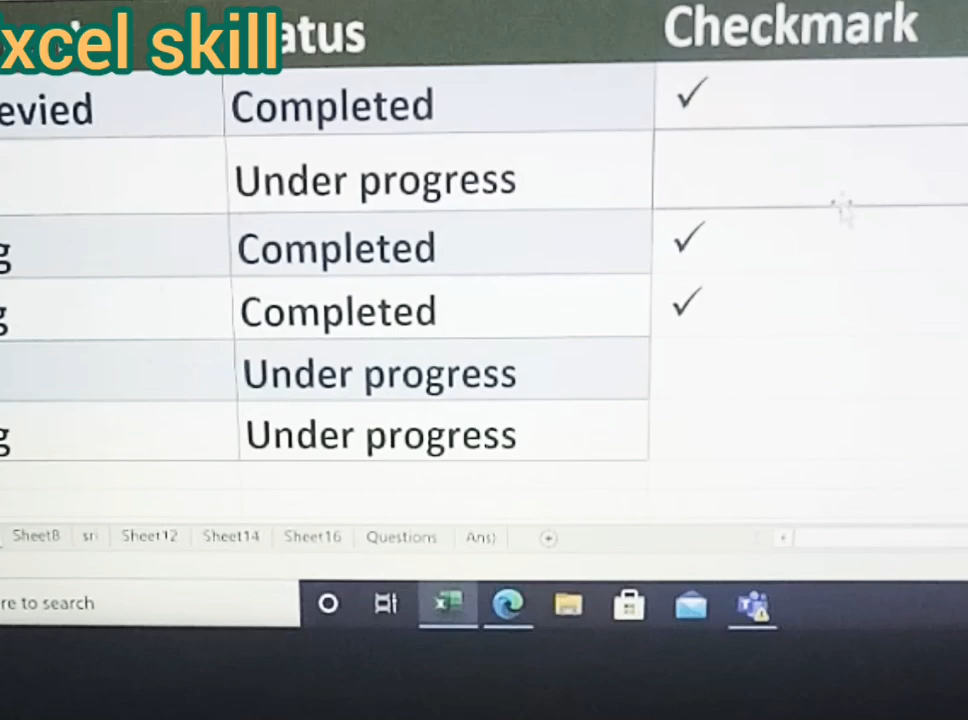 xcel skill
atus Checkmark
evied Completed ✓
Under progress
g Completed ✓
g Completed ✓
Under progress
g Under progress
Sheet8 sri Sheet12 Sheet14 Sheet16 Questions Ans)
re to search